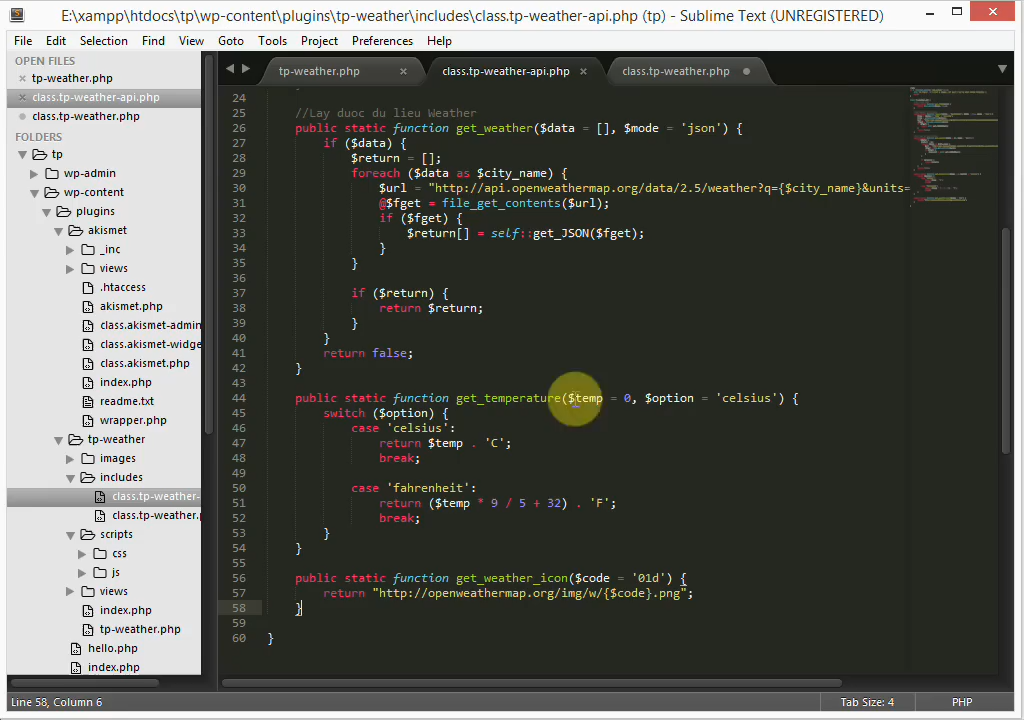 E:\xampp\htdocs\tp\wp-content\plugins\tp-weather\includes\class.tp-weather-api.php (tp) - Sublime Text (UNREGISTERED)
File Edit Selection Find View Goto Tools Project Preferences Help
OPEN FILES
tp-weather.php
class.tp-weather-api.php
class.tp-weather.php
FOLDERS
tp
wp-admin
wp-content
plugins
akismet
_inc
views
.htaccess
akismet.php
class.akismet-admin
class.akismet-widge
class.akismet.php
index.php
readme.txt
wrapper.php
tp-weather
images
includes
class.tp-weather-
class.tp-weather.p
scripts
css
js
views
index.php
tp-weather.php
hello.php
index.php
tp-weather.php class.tp-weather-api.php class.tp-weather.php
24
25 //Lay duoc du lieu Weather
26 public static function get_weather($data = [], $mode = 'json') {
27 if ($data) {
28 $return = [];
29 foreach ($data as $city_name) {
30 $url = "http://api.openweathermap.org/data/2.5/weather?q={$city_name}&units=
31 @$fget = file_get_contents($url);
32 if ($fget) {
33 $return[] = self::get_JSON($fget);
34 }
35 }
36
37 if ($return) {
38 return $return;
39 }
40 }
41 return false;
42 }
43
44 public static function get_temperature($temp = 0, $option = 'celsius') {
45 switch ($option) {
46 case 'celsius':
47 return $temp . 'C';
48 break;
49
50 case 'fahrenheit':
51 return ($temp * 9 / 5 + 32) . 'F';
52 break;
53 }
54 }
55
56 public static function get_weather_icon($code = '01d') {
57 return "http://openweathermap.org/img/w/{$code}.png";
58 }
59
60 }
Line 58, Column 6 Tab Size: 4 PHP